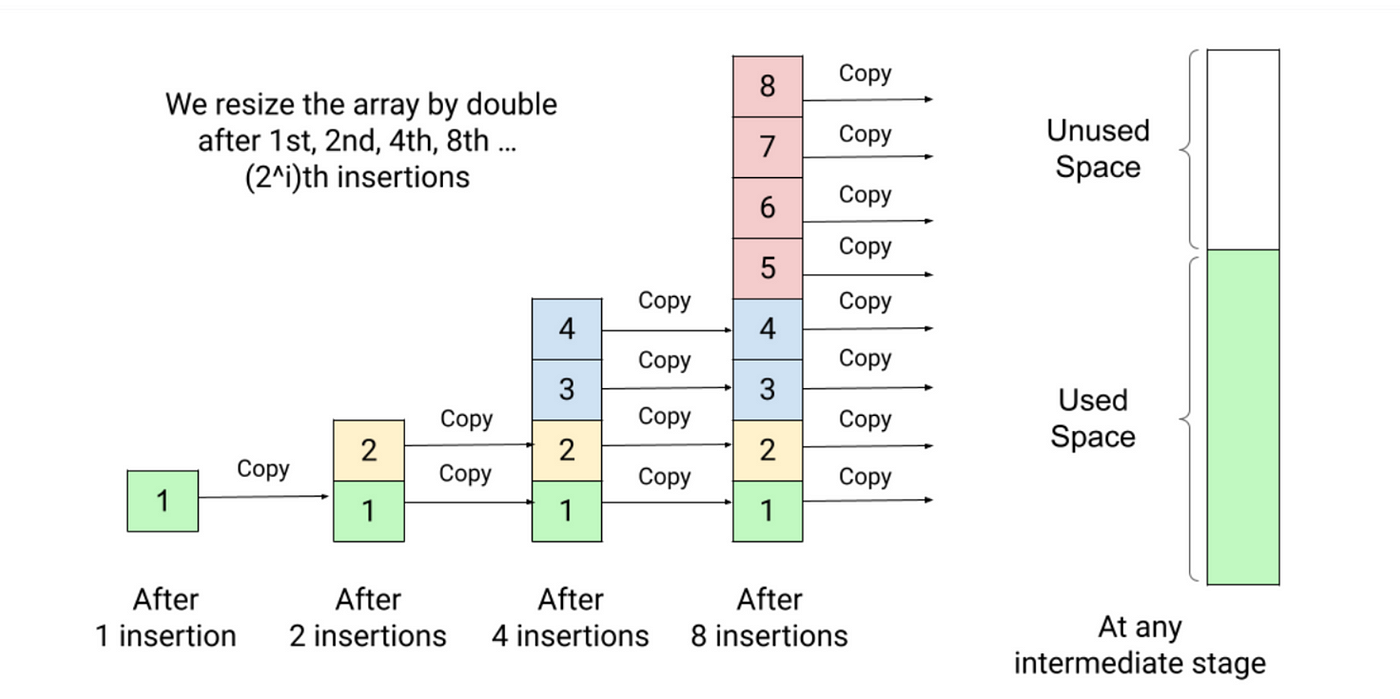 We resize the array by double
after 1st, 2nd, 4th, 8th ...
(2^i)th insertions
1
Copy
After
1 insertion
2
1
Copy
Copy
After
2 insertions
4
3
2
1
Copy
Copy
Copy
Copy
After
4 insertions
8
7
6
5
4
3
2
1
Copy
Copy
Copy
Copy
Copy
Copy
Copy
Copy
After
8 insertions
Unused
Space
Used
Space
At any
intermediate stage